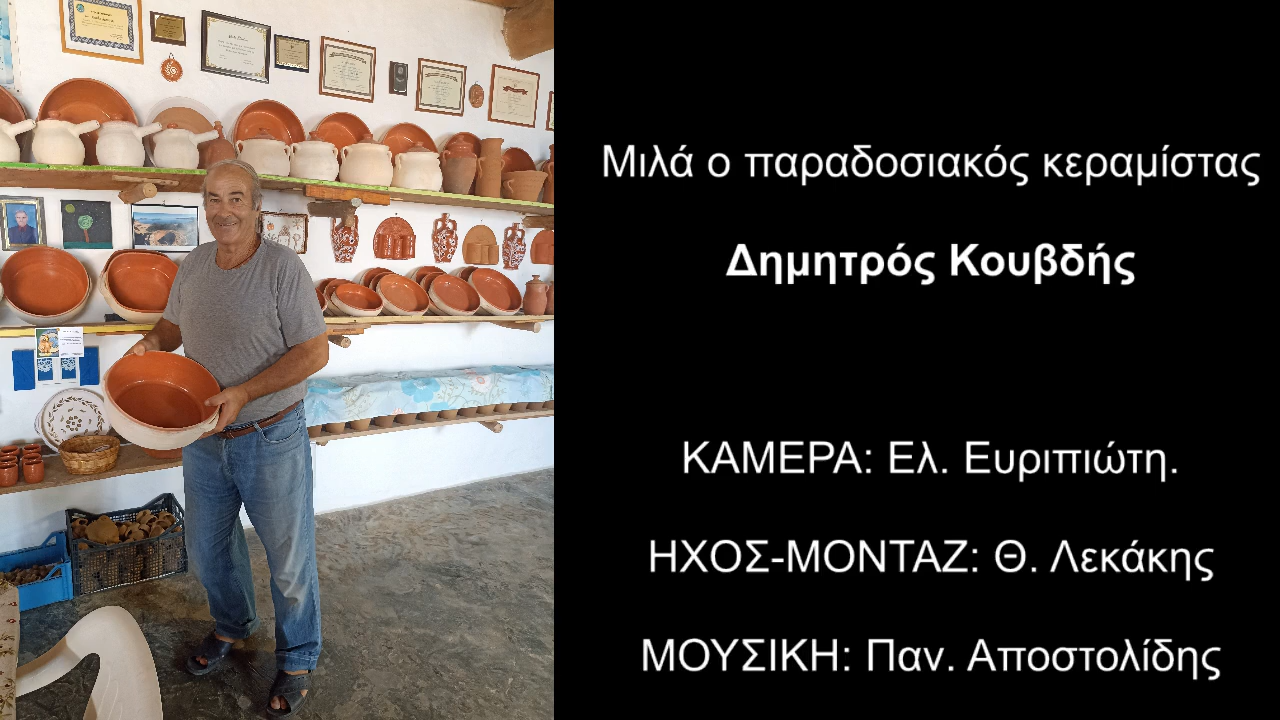 Μιλά ο παραδοσιακός κεραμίστας
Δημητρός Κουβδής
ΚΑΜΕΡΑ: Ελ. Ευριπιώτη.
ΗΧΟΣ-ΜΟΝΤΑΖ: Θ. Λεκάκης
ΜΟΥΣΙΚΗ: Παν. Αποστολίδης